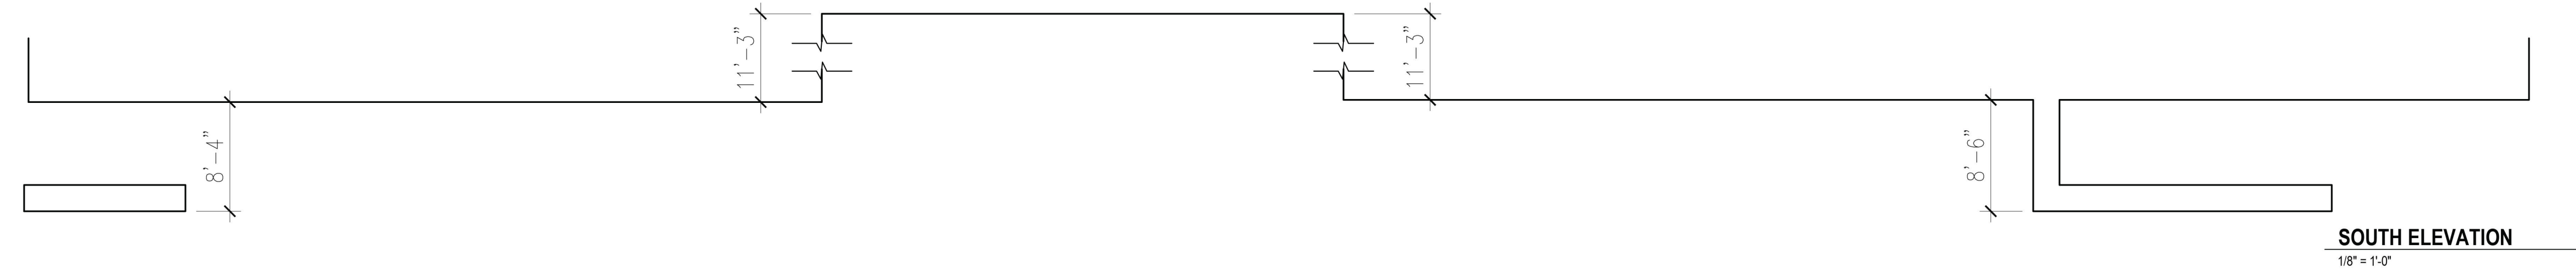 11'-3"
11'-3"
8'-4"
8'-6"
SOUTH ELEVATION
1/8" = 1'-0"